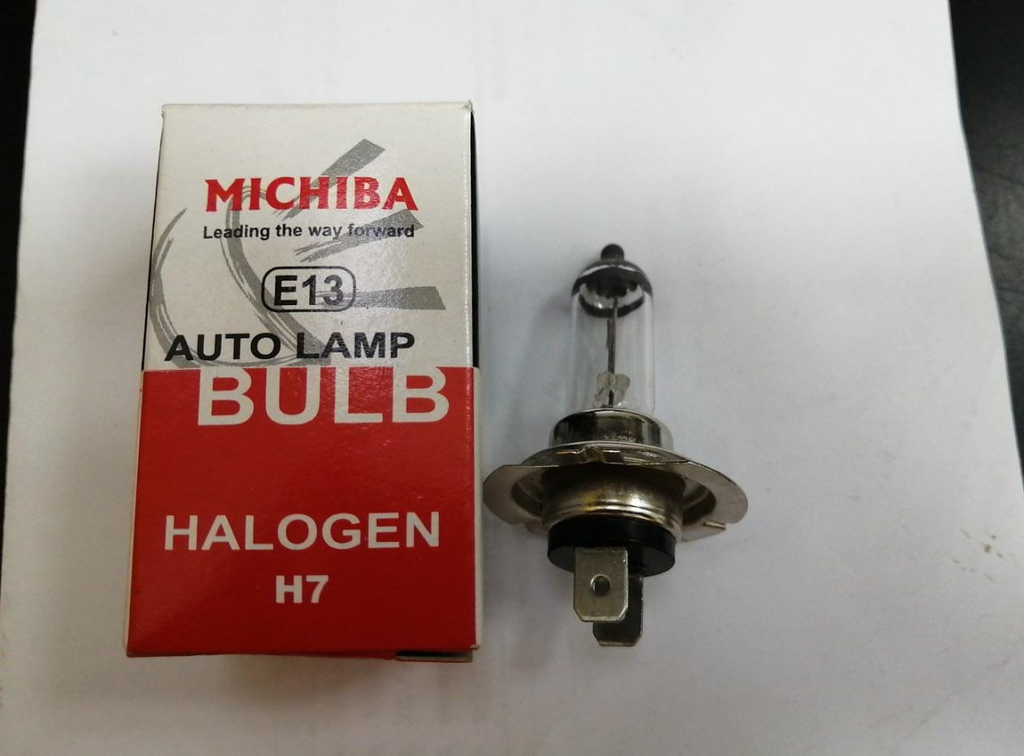 MICHIBA
Leading the way forward
E13
AUTO LAMP
BULB
HALOGEN
H7